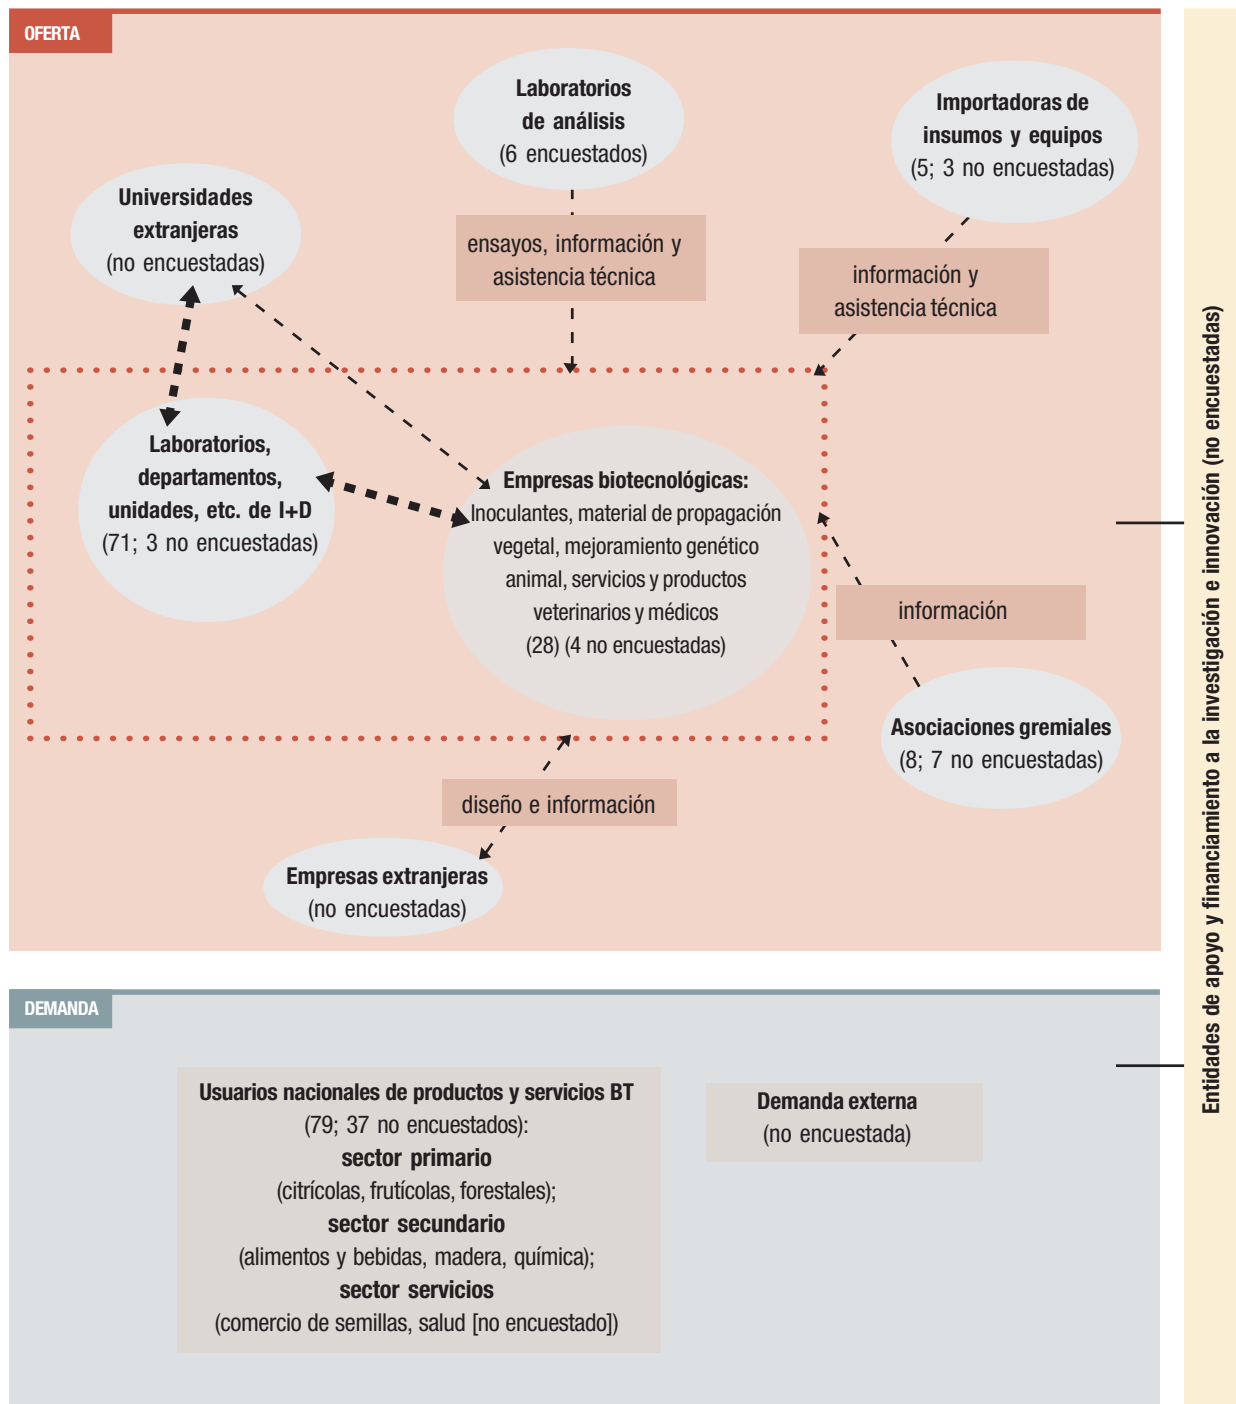 OFERTA
Laboratorios
de análisis
(6 encuestados)
Importadoras de
insumos y equipos
(5; 3 no encuestadas)
Universidades
extranjeras
(no encuestadas)
ensayos, información y
asistencia técnica
información y
asistencia técnica
Laboratorios,
departamentos,
unidades, etc. de I+D
(71; 3 no encuestadas)
Empresas biotecnológicas:
Inoculantes, material de propagación
vegetal, mejoramiento genético
animal, servicios y productos
veterinarios y médicos
(28) (4 no encuestadas)
información
Asociaciones gremiales
(8; 7 no encuestadas)
diseño e información
Empresas extranjeras
(no encuestadas)
Entidades de apoyo y financiamiento a la investigación e innovación (no encuestadas)
DEMANDA
Usuarios nacionales de productos y servicios BT
(79; 37 no encuestados):
sector primario
(citrícolas, frutícolas, forestales);
sector secundario
(alimentos y bebidas, madera, química);
sector servicios
(comercio de semillas, salud [no encuestado])
Demanda externa
(no encuestada)